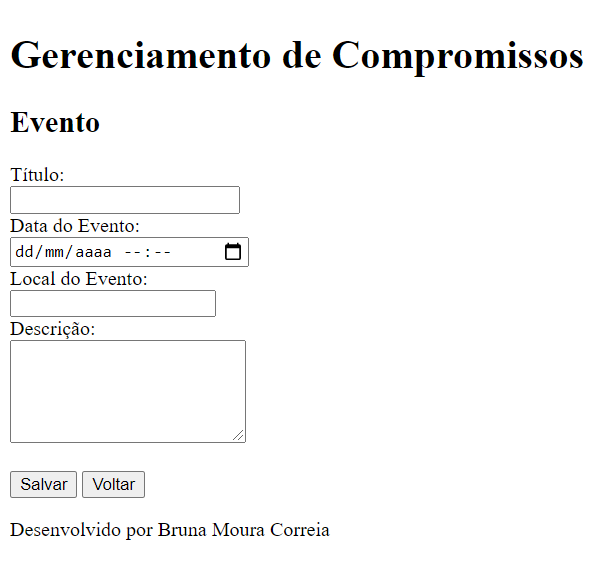 Gerenciamento de Compromissos
Evento
Título:
Data do Evento:
dd/mm/aaaa --:--
Local do Evento:
Descrição:
Salvar Voltar
Desenvolvido por Bruna Moura Correia